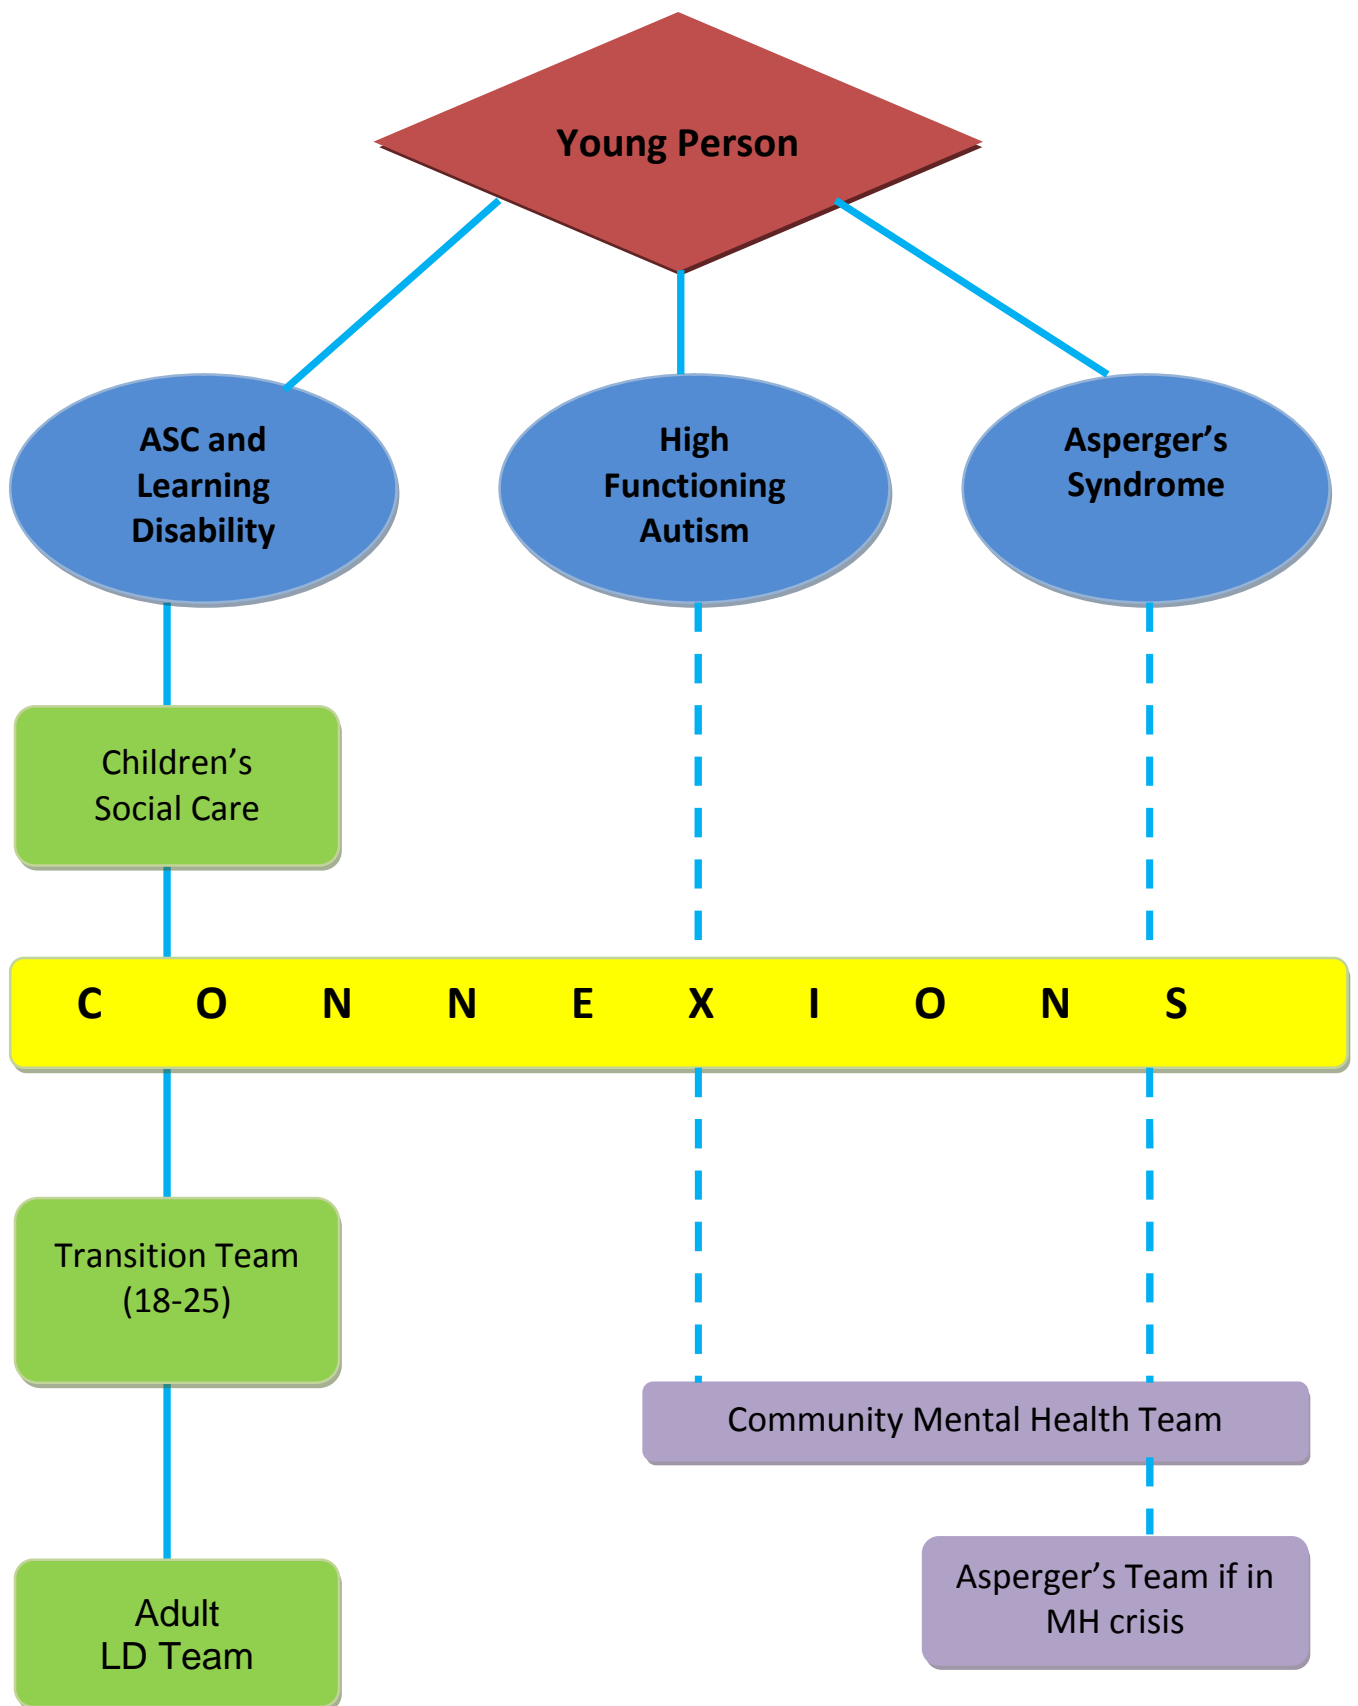 Young Person
ASC and
Learning
Disability
High
Functioning
Autism
Asperger’s
Syndrome
Children’s
Social Care
C O N N E X I O N S
Transition Team
(18-25)
Community Mental Health Team
Asperger’s Team if in
MH crisis
Adult
LD Team